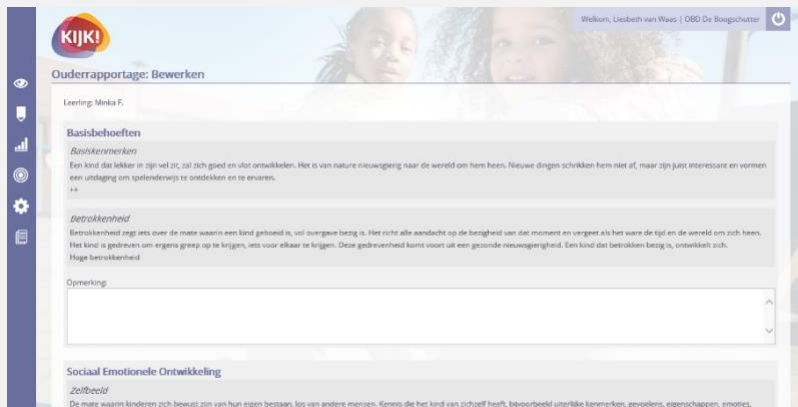 KIJK!
Welkom, Liesbeth van Waas | OBD De Boogschutter
Ouderrapportage: Bewerken
Leerling: Minka F.
Basisbehoeften
Basiskenmerken
Een kind dat lekker in zijn vel zit, zal zich goed en vlot ontwikkelen. Het is van nature nieuwsgierig naar de wereld om hem heen. Nieuwe dingen schrikken hem niet af, maar zijn juist interessant en vormen
een uitdaging om spelenderwijs te ontdekken en te ervaren.
++
Betrokkenheid
Betrokkenheid zegt iets over de mate waarin een kind geboeid is, vol overgave bezig is. Het richt alle aandacht op de bezigheid van dat moment en vergeet als het ware de tijd en de wereld om zich heen.
Het kind is gedreven om ergens greep op te krijgen, iets voor elkaar te krijgen. Deze gedrevenheid komt voort uit een gezonde nieuwsgierigheid. Een kind dat betrokken bezig is, ontwikkelt zich.
Hoge betrokkenheid
Opmerking:
Sociaal Emotionele Ontwikkeling
Zelfbeeld
De mate waarin kinderen zich bewust zijn van hun eigen bestaan, los van andere mensen. Kennis die het kind van zichzelf heeft, bijvoorbeeld uiterlijke kenmerken, gevoelens, eigenschappen, emoties,